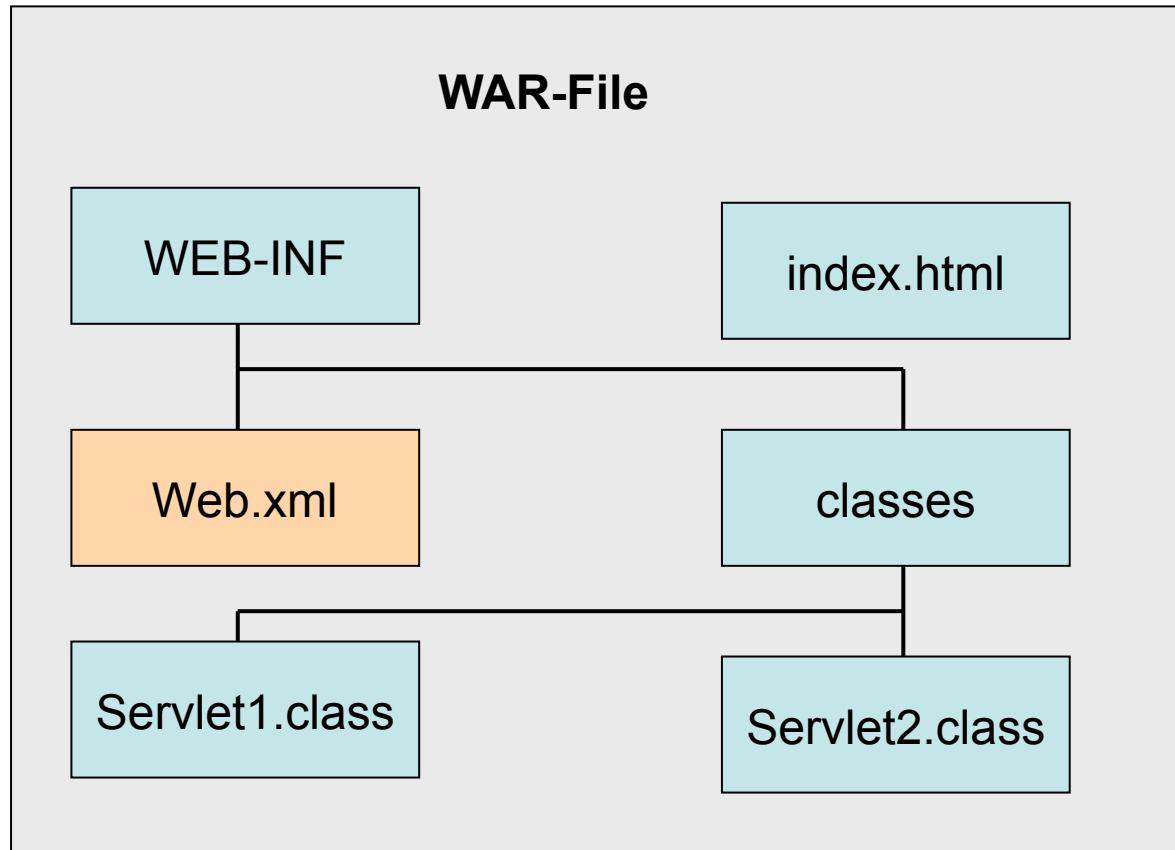 WAR-File
WEB-INF
index.html
Web.xml
classes
Servlet1.class
Servlet2.class